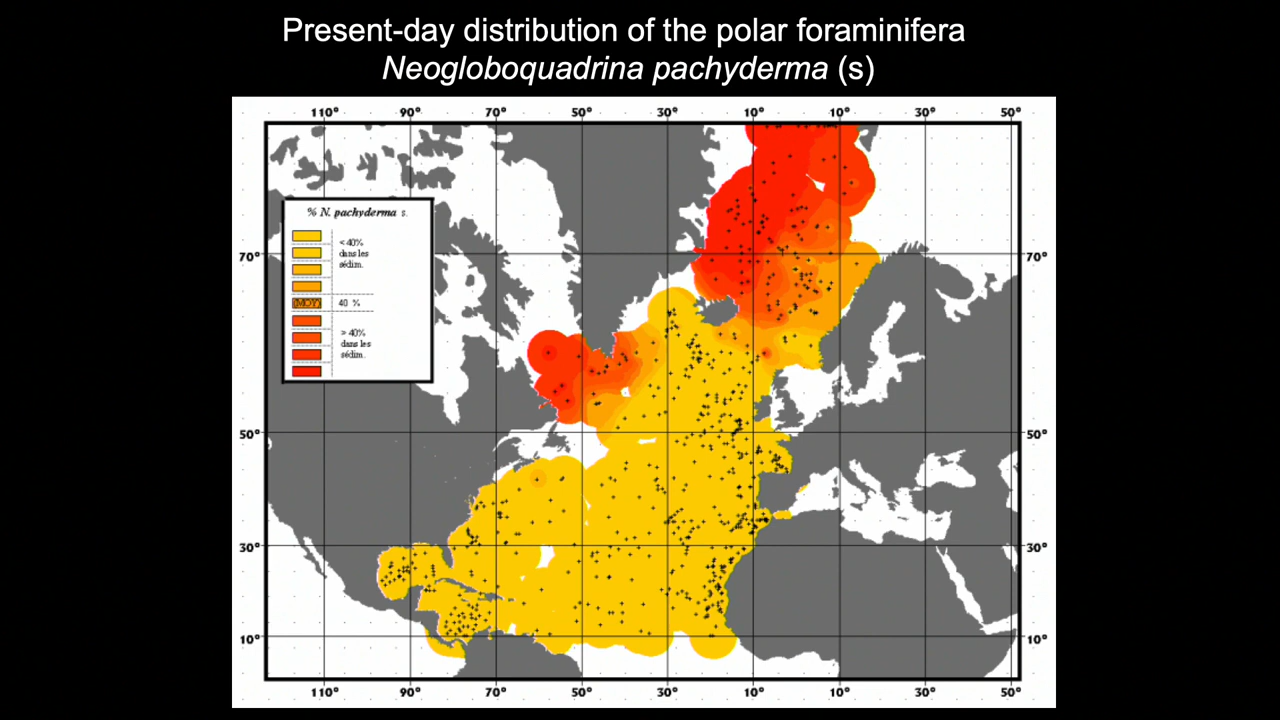 Present-day distribution of the polar foraminifera
Neogloboquadrina pachyderma (s)
110° 90° 70° 50° 30° 10° 10° 30° 50°
% N. pachyderma s.
< 40%
dans les
sédim.
40 %
> 40%
dans les
sédim.
70° 70°
50° 50°
30° 30°
10° 10°
110° 90° 70° 50° 30° 10° 10° 30° 50°